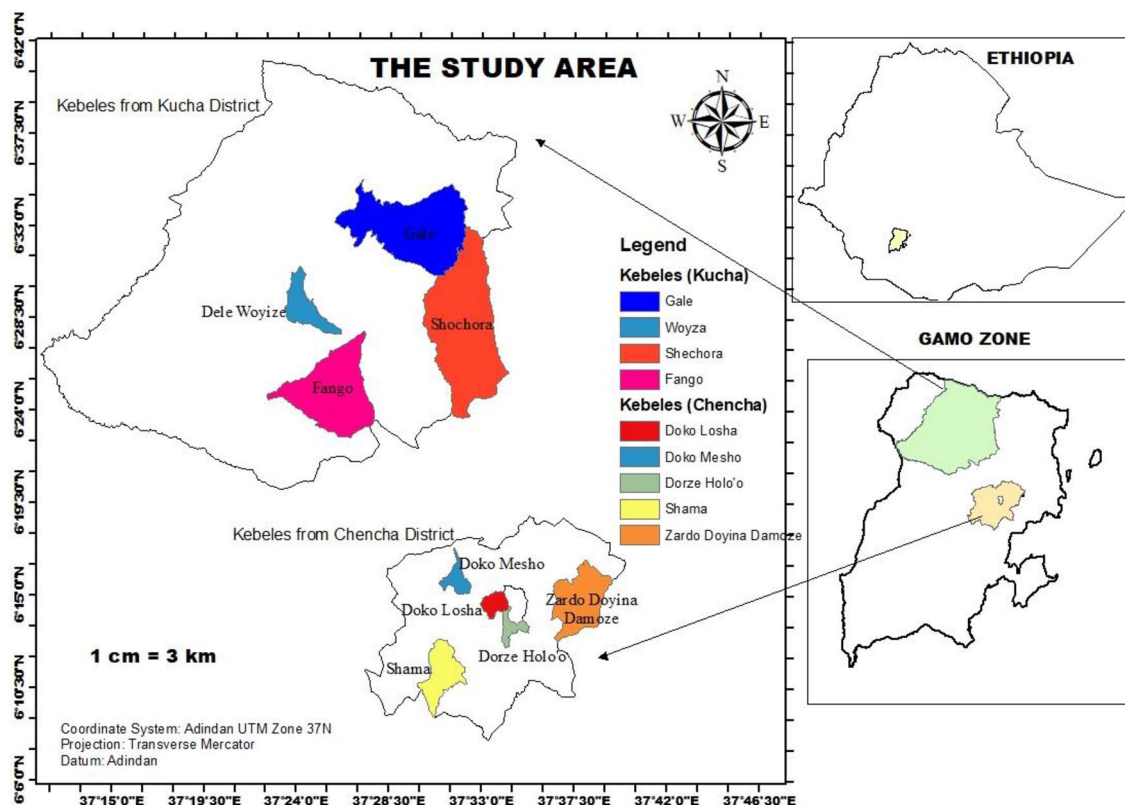 THE STUDY AREA
Kebeles from Kucha District
N
W
E
S
Gale
Dele Woyize
Shochora
Fango
Legend
Kebeles (Kucha)
Gale
Woyza
Shechora
Fango
Kebeles (Chencha)
Doko Losha
Doko Mesho
Dorze Holo'o
Shama
Zardo Doyina Damoze
Kebeles from Chencha District
Doko Mesho
Doko Losha
Zardo Doyina
Damoze
Dorze Holo'o
Shama
1 cm = 3 km
Coordinate System: Adindan UTM Zone 37N
Projection: Transverse Mercator
Datum: Adindan
ETHIOPIA
GAMO ZONE
6°42'0"N
6°37'30"N
6°33'0"N
6°28'30"N
6°24'0"N
6°19'30"N
6°15'0"N
6°10'30"N
6°6'0"N
37°15'0"E
37°19'30"E
37°24'0"E
37°28'30"E
37°33'0"E
37°37'30"E
37°42'0"E
37°46'30"E